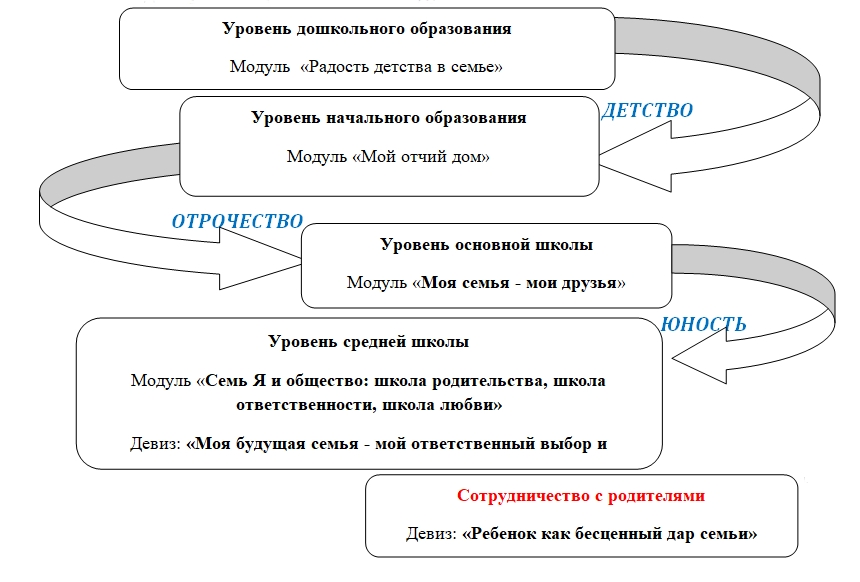 Уровень дошкольного образования
Модуль «Радость детства в семье»
ДЕТСТВО
Уровень начального образования
Модуль «Мой отчий дом»
ОТРОЧЕСТВО
Уровень основной школы
Модуль «Моя семья - мои друзья»
ЮНОСТЬ
Уровень средней школы
Модуль «Семь Я и общество: школа родительства, школа
ответственности, школа любви»
Девиз: «Моя будущая семья - мой ответственный выбор и
Сотрудничество с родителями
Девиз: «Ребенок как бесценный дар семьи»